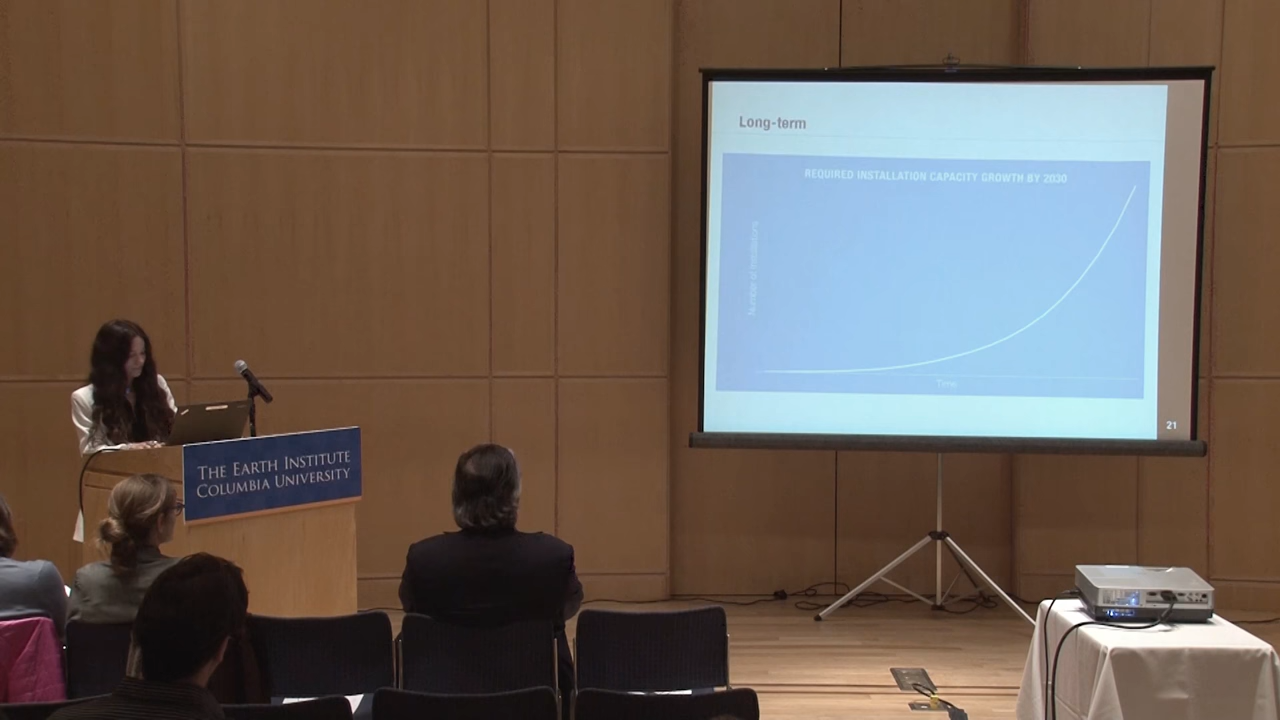 Long-term
REQUIRED INSTALLATION CAPACITY GROWTH BY 2030
Number of Installations
Time
21
THE EARTH INSTITUTE
COLUMBIA UNIVERSITY